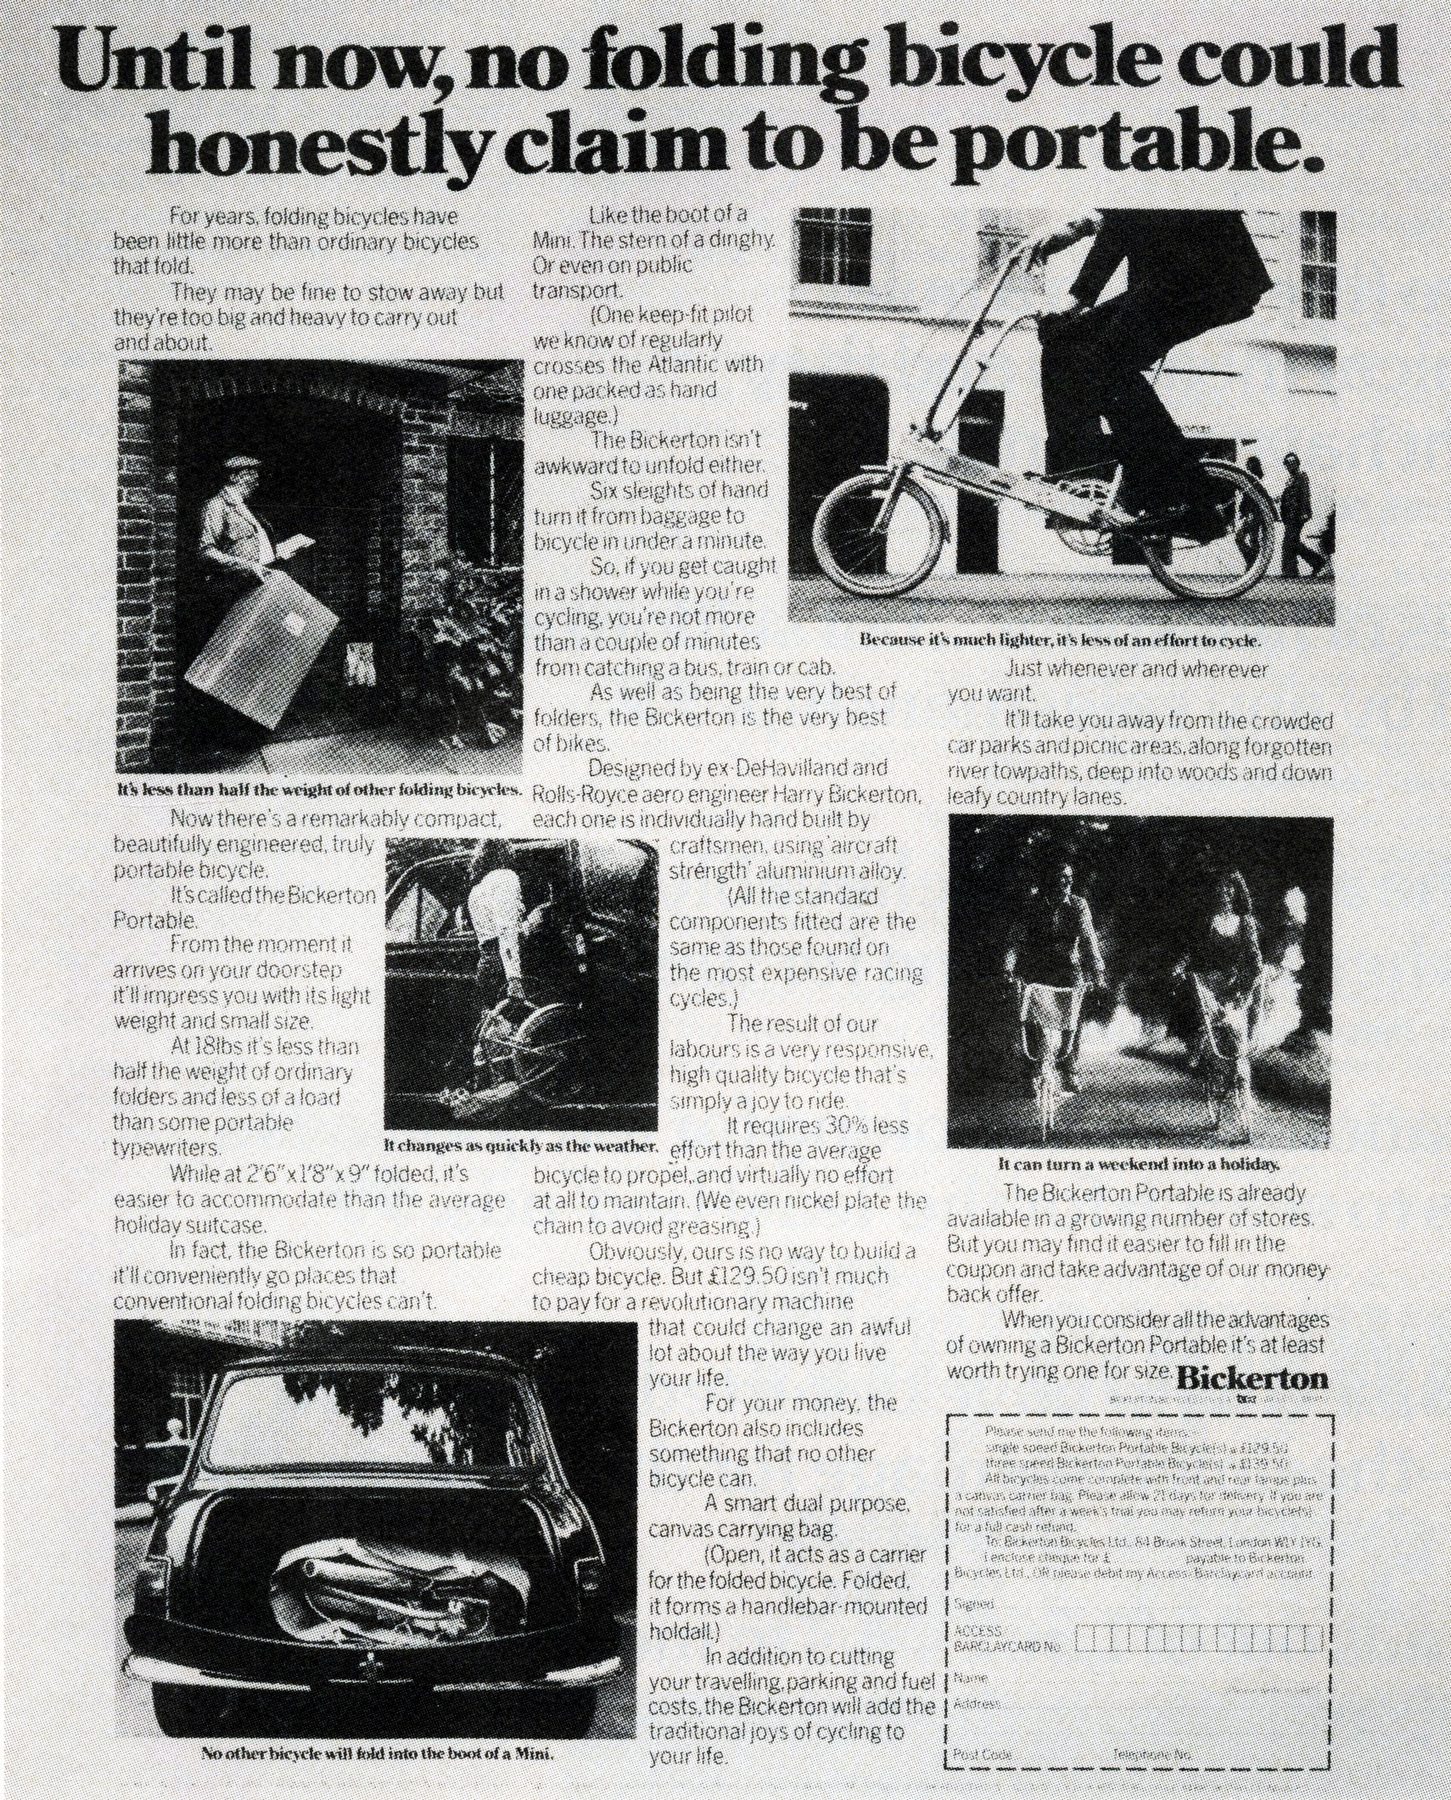 Until now, no folding bicycle could
honestly claim to be portable.
For years, folding bicycles have
been little more than ordinary bicycles
that fold.
They may be fine to stow away but
they're too big and heavy to carry out
and about.
It's less than half the weight of other folding bicycles.
Now there's a remarkably compact,
beautifully engineered, truly
portable bicycle.
It's called the Bickerton
Portable.
From the moment it
arrives on your doorstep
it'll impress you with its light
weight and small size.
At 18lbs it's less than
half the weight of ordinary
folders and less of a load
than some portable
typewriters.
While at 2'6"x1'8"x9" folded, it's
easier to accommodate than the average
holiday suitcase.
In fact, the Bickerton is so portable
it'll conveniently go places that
conventional folding bicycles can't.
No other bicycle will fold into the boot of a Mini.
Like the boot of a
Mini. The stern of a dinghy.
Or even on public
transport.
(One keep-fit pilot
we know of regularly
crosses the Atlantic with
one packed as hand
luggage.)
The Bickerton isn't
awkward to unfold either.
Six sleights of hand
turn it from baggage to
bicycle in under a minute.
So, if you get caught
in a shower while you're
cycling, you're not more
than a couple of minutes
from catching a bus, train or cab.
As well as being the very best of
folders, the Bickerton is the very best
of bikes.
Designed by ex-DeHavilland and
Rolls-Royce aero engineer Harry Bickerton,
each one is individually hand built by
craftsmen, using 'aircraft
strength' aluminium alloy.
(All the standard
components fitted are the
same as those found on
the most expensive racing
cycles.)
The result of our
labours is a very responsive,
high quality bicycle that's
simply a joy to ride.
It requires 30% less
effort than the average
It changes as quickly as the weather.
bicycle to propel, and virtually no effort
at all to maintain. (We even nickel plate the
chain to avoid greasing.)
Obviously, ours is no way to build a
cheap bicycle. But £129.50 isn't much
to pay for a revolutionary machine
that could change an awful
lot about the way you live
your life.
For your money, the
Bickerton also includes
something that no other
bicycle can.
A smart dual purpose,
canvas carrying bag.
(Open, it acts as a carrier
for the folded bicycle. Folded,
it forms a handlebar-mounted
holdall.)
In addition to cutting
your travelling, parking and fuel
costs, the Bickerton will add the
traditional joys of cycling to
your life.
Because it's much lighter, it's less of an effort to cycle.
Just whenever and wherever
you want.
It'll take you away from the crowded
car parks and picnic areas, along forgotten
river towpaths, deep into woods and down
leafy country lanes.
It can turn a weekend into a holiday.
The Bickerton Portable is already
available in a growing number of stores.
But you may find it easier to fill in the
coupon and take advantage of our money-
back offer.
When you consider all the advantages
of owning a Bickerton Portable it's at least
worth trying one for size.
Bickerton
Please send me the following items:-
single speed Bickerton Portable Bicycle(s) @ £129.50
three speed Bickerton Portable Bicycle(s) @ £139.50
All bicycles come complete with front and rear lamps plus
a canvas carrier bag. Please allow 21 days for delivery. If you are
not satisfied after a week's trial you may return your bicycle(s)
for a full cash refund.
To: Bickerton Bicycles Ltd., 84 Brook Street, London W1Y 1YG.
I enclose cheque for £ payable to Bickerton
Bicycles Ltd., OR please debit my Access/Barclaycard account.
Signed
ACCESS/
BARCLAYCARD No.
Name
Address
Post Code Telephone No.